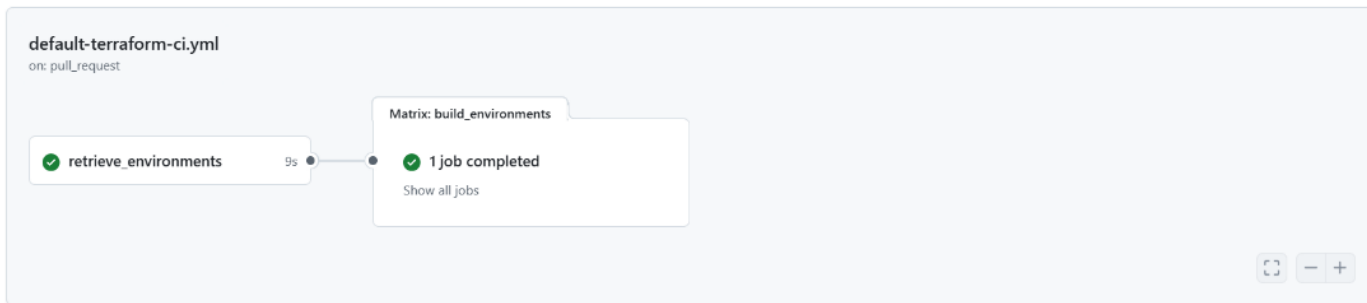 default-terraform-ci.yml
on: pull_request
Matrix: build_environments
retrieve_environments 9s
1 job completed
Show all jobs